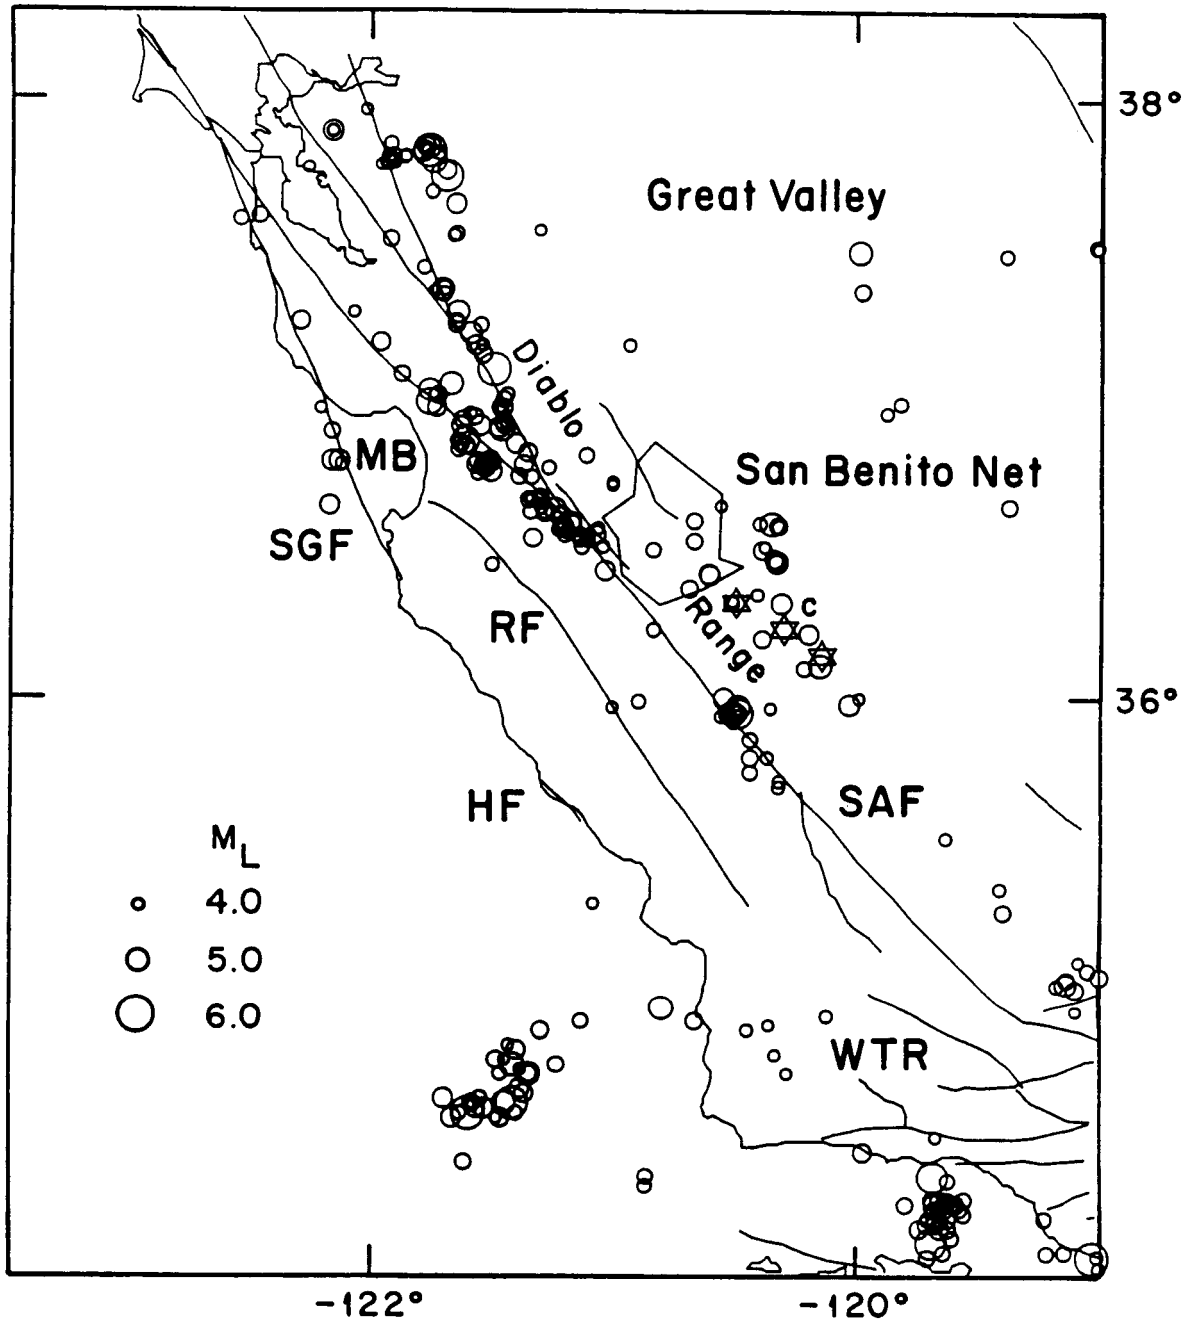 38°
Great Valley
Diablo
MB
San Benito Net
SGF
c
RF
Range
36°
HF
SAF
M_L
4.0
5.0
6.0
WTR
-122°
-120°